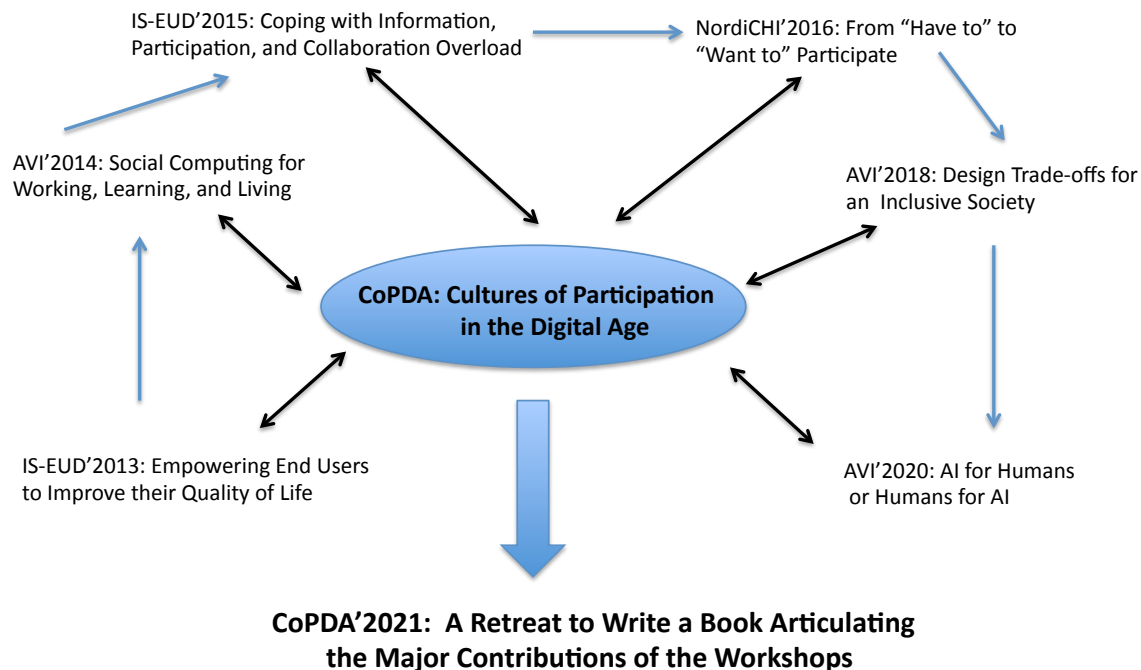 IS-EUD’2015: Coping with Information,
Participation, and Collaboration Overload
NordiCHI’2016: From “Have to” to
“Want to” Participate
AVI’2014: Social Computing for
Working, Learning, and Living
AVI’2018: Design Trade-offs for
an Inclusive Society
CoPDA: Cultures of Participation
in the Digital Age
IS-EUD’2013: Empowering End Users
to Improve their Quality of Life
AVI’2020: AI for Humans
or Humans for AI
CoPDA’2021: A Retreat to Write a Book Articulating
the Major Contributions of the Workshops